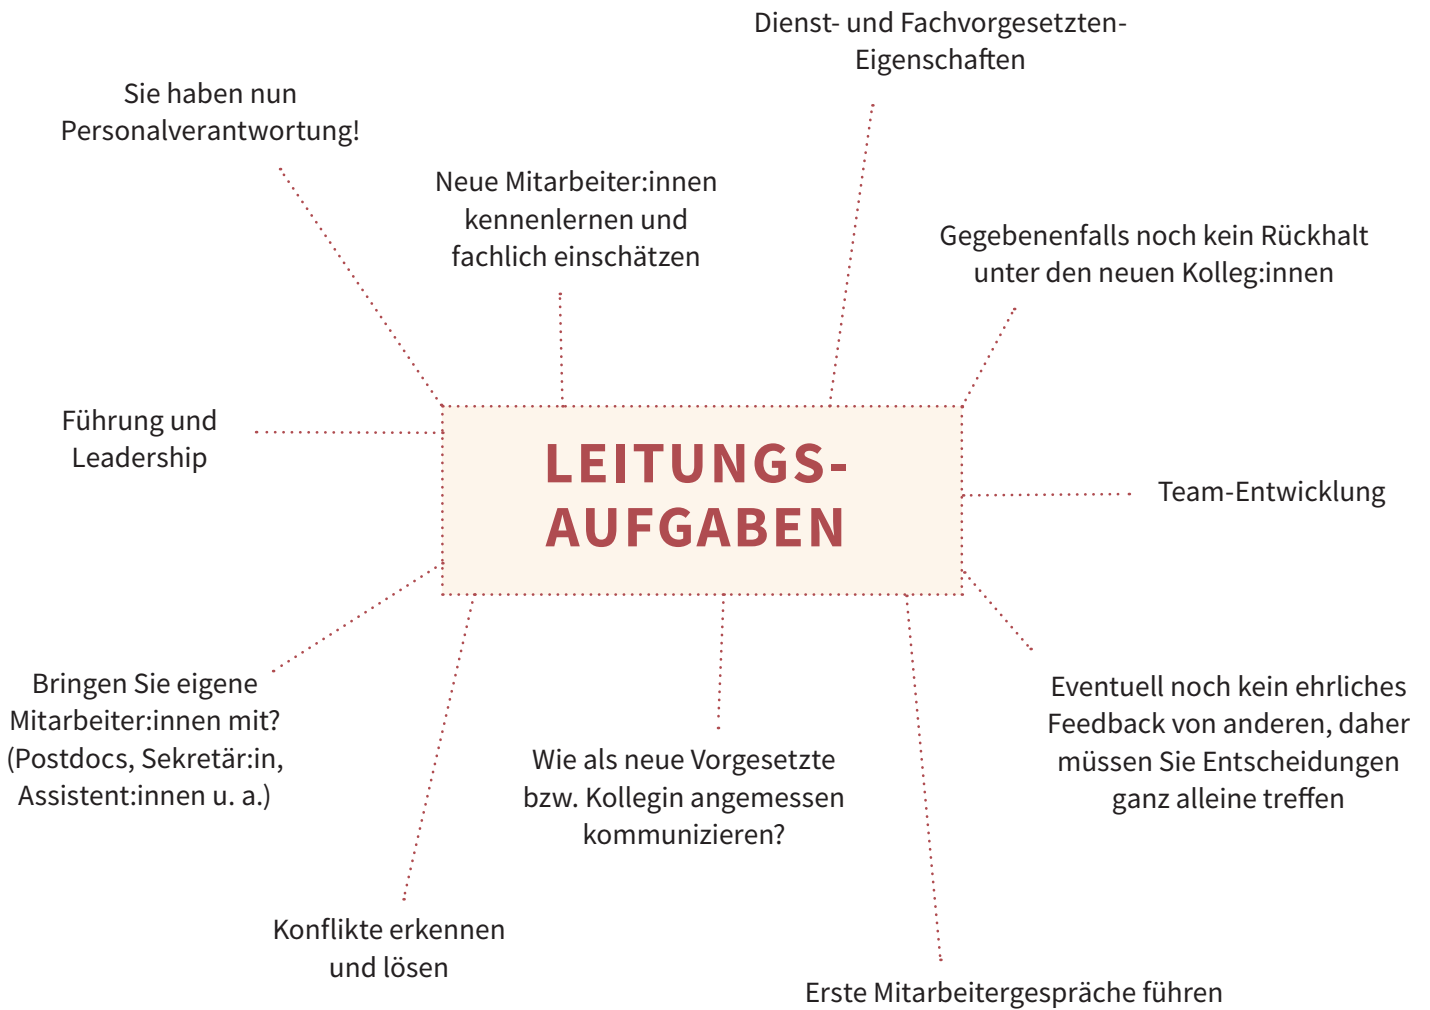 Dienst- und Fachvorgesetzten-
Eigenschaften
Sie haben nun
Personalverantwortung!
Neue Mitarbeiter:innen
kennenlernen und
fachlich einschätzen
Gegebenenfalls noch kein Rückhalt
unter den neuen Kolleg:innen
Führung und
Leadership
LEITUNGS-
AUFGABEN
Team-Entwicklung
Bringen Sie eigene
Mitarbeiter:innen mit?
(Postdocs, Sekretär:in,
Assistent:innen u. a.)
Eventuell noch kein ehrliches
Feedback von anderen, daher
müssen Sie Entscheidungen
ganz alleine treffen
Wie als neue Vorgesetzte
bzw. Kollegin angemessen
kommunizieren?
Konflikte erkennen
und lösen
Erste Mitarbeitergespräche führen